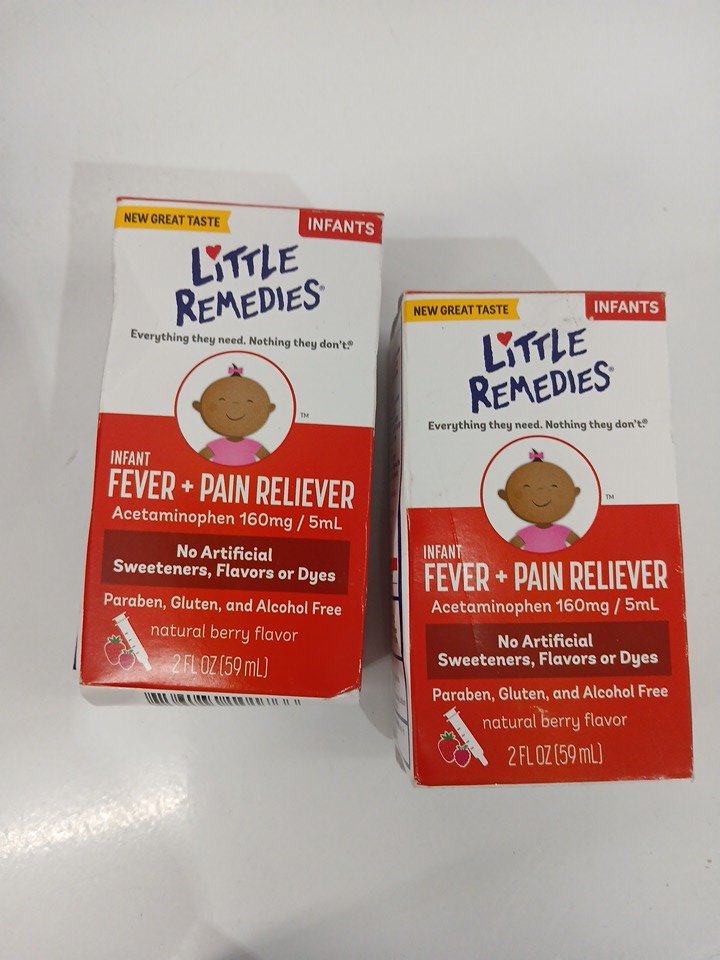 NEW GREAT TASTE
INFANTS
LiTTLE
REMEDIES®
Everything they need. Nothing they don't.®
TM
INFANT
FEVER + PAIN RELIEVER
Acetaminophen 160mg / 5mL
No Artificial
Sweeteners, Flavors or Dyes
Paraben, Gluten, and Alcohol Free
natural berry flavor
2 FL OZ (59 mL)
NEW GREAT TASTE
INFANTS
LiTTLE
REMEDIES®
Everything they need. Nothing they don't.®
TM
INFANT
FEVER + PAIN RELIEVER
Acetaminophen 160mg / 5mL
No Artificial
Sweeteners, Flavors or Dyes
Paraben, Gluten, and Alcohol Free
natural berry flavor
2 FL OZ (59 mL)